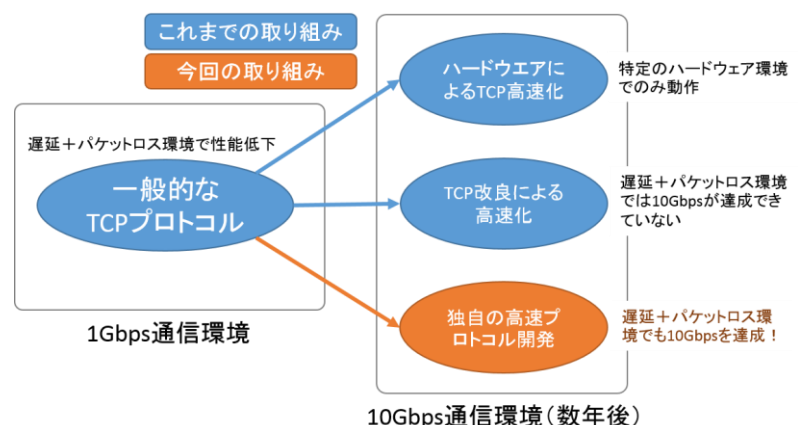 これまでの取り組み
今回の取り組み
遅延＋パケットロス環境で性能低下
一般的な
TCPプロトコル
1Gbps通信環境
ハードウエアに
よるTCP高速化
特定のハードウェア環境
でのみ動作
TCP改良による
高速化
遅延＋パケットロス環境
では10Gbpsが達成でき
ていない
独自の高速プ
ロトコル開発
遅延＋パケットロス環
境でも10Gbpsを達成！
10Gbps通信環境（数年後）